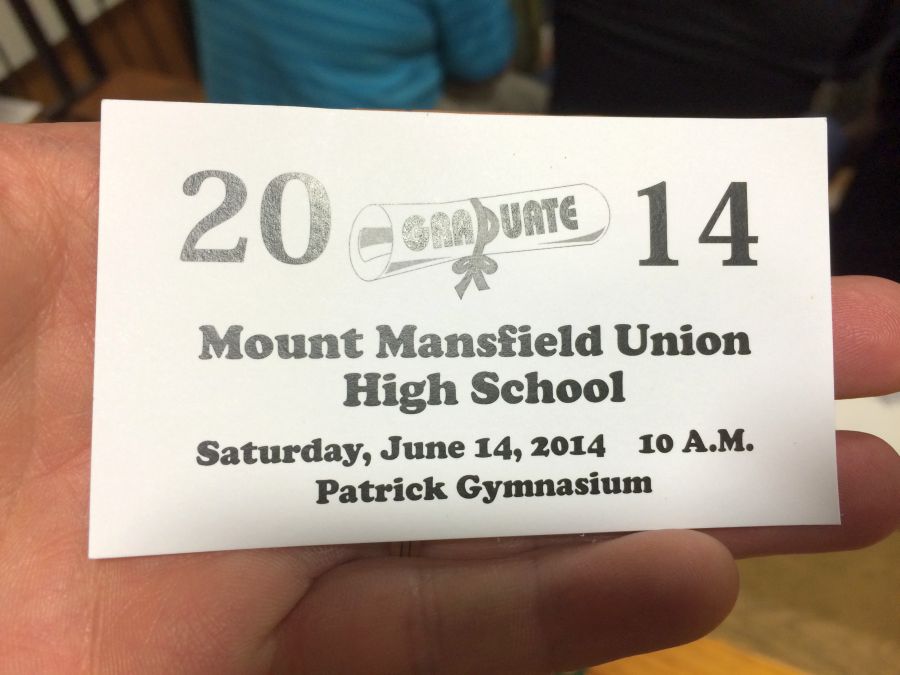 20 GRADUATE 14
Mount Mansfield Union
High School
Saturday, June 14, 2014 10 A.M.
Patrick Gymnasium